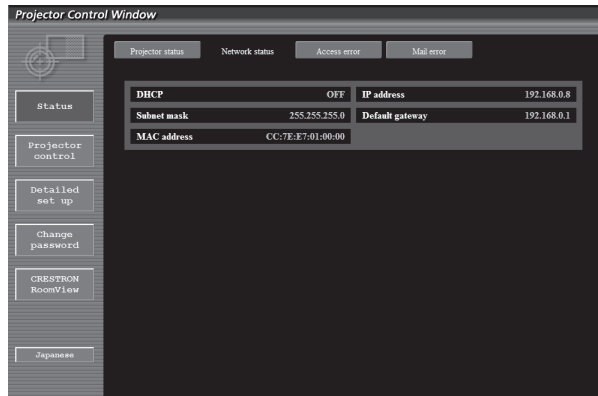 Projector Control Window
Projector status
Network status
Access error
Mail error
DHCP OFF
IP address 192.168.0.8
Subnet mask 255.255.255.0
Default gateway 192.168.0.1
MAC address CC:7E:E7:01:00:00
Status
Projector
control
Detailed
set up
Change
password
CRESTRON
RoomView
Japanese